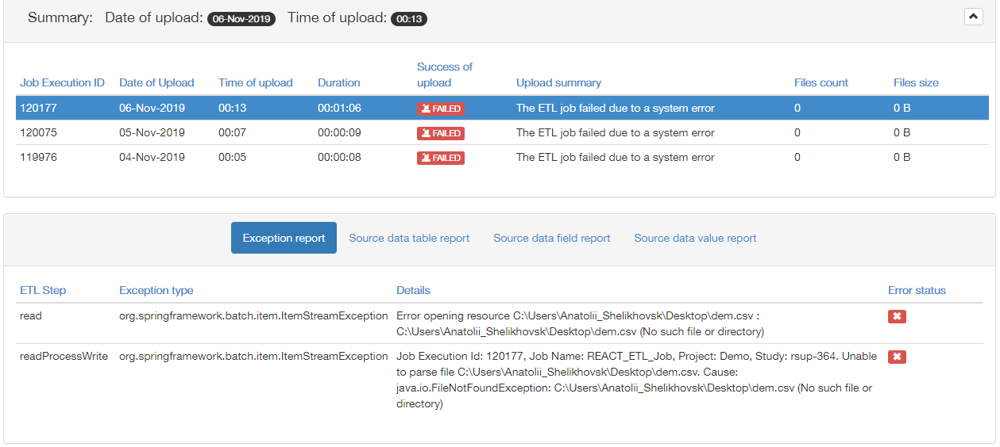 Summary: Date of upload: 06-Nov-2019 Time of upload: 00:13
Success of
Job Execution ID Date of Upload Time of upload Duration upload Upload summary Files count Files size
120177 06-Nov-2019 00:13 00:01:06 FAILED The ETL job failed due to a system error 0 0 B
120075 05-Nov-2019 00:07 00:00:09 FAILED The ETL job failed due to a system error 0 0 B
119976 04-Nov-2019 00:05 00:00:08 FAILED The ETL job failed due to a system error 0 0 B
Exception report Source data table report Source data field report Source data value report
ETL Step Exception type Details Error status
read org.springframework.batch.item.ItemStreamException Error opening resource C:\Users\Anatolii_Shelikhovsk\Desktop\dem.csv :
C:\Users\Anatolii_Shelikhovsk\Desktop\dem.csv (No such file or directory)
readProcessWrite org.springframework.batch.item.ItemStreamException Job Execution Id: 120177, Job Name: REACT_ETL_Job, Project: Demo, Study: rsup-364. Unable
to parse file C:\Users\Anatolii_Shelikhovsk\Desktop\dem.csv. Cause:
java.io.FileNotFoundException: C:\Users\Anatolii_Shelikhovsk\Desktop\dem.csv (No such file or
directory)